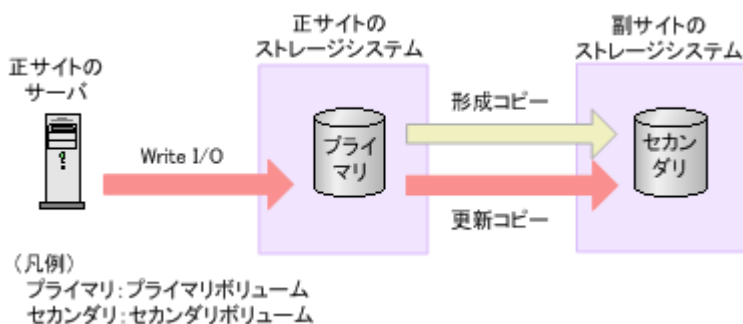 正サイトの
ストレージシステム
副サイトの
ストレージシステム
正サイトの
サーバ
形成コピー
プライ
マリ
セカン
ダリ
Write I/O
更新コピー
(凡例)
プライマリ:プライマリボリューム
セカンダリ:セカンダリボリューム